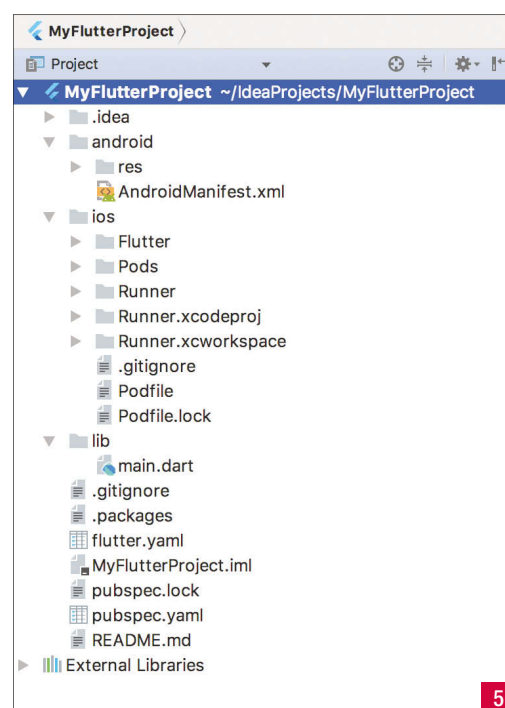 MyFlutterProject
Project
MyFlutterProject ~/IdeaProjects/MyFlutterProject
.idea
android
res
AndroidManifest.xml
ios
Flutter
Pods
Runner
Runner.xcodeproj
Runner.xcworkspace
.gitignore
Podfile
Podfile.lock
lib
main.dart
.gitignore
.packages
flutter.yaml
MyFlutterProject.iml
pubspec.lock
pubspec.yaml
README.md
External Libraries
5